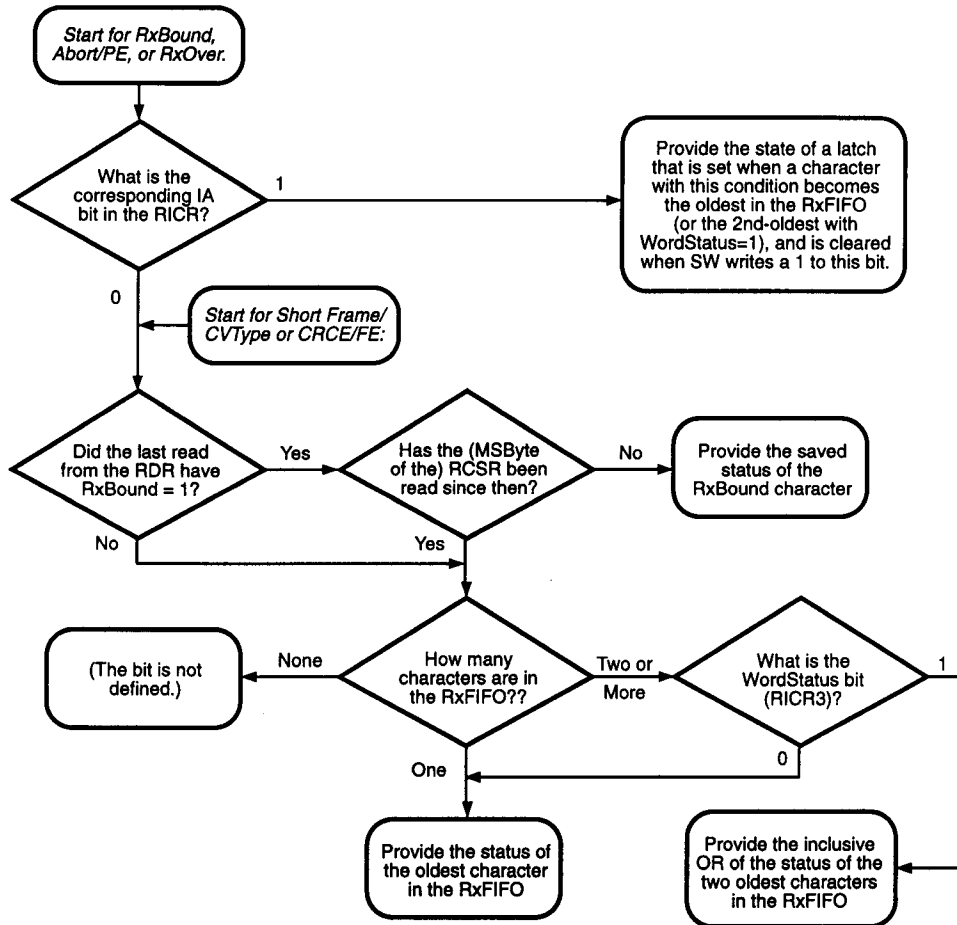 Start for RxBound,
Abort/PE, or RxOver.
What is the
corresponding IA
bit in the RICR?
1
Provide the state of a latch
that is set when a character
with this condition becomes
the oldest in the RxFIFO
(or the 2nd-oldest with
WordStatus=1), and is cleared
when SW writes a 1 to this bit.
0
Start for Short Frame/
CVType or CRCE/FE:
Did the last read
from the RDR have
RxBound = 1?
Yes
Has the (MSByte
of the) RCSR been
read since then?
No
Provide the saved
status of the
RxBound character
No
Yes
(The bit is not
defined.)
None
How many
characters are in
the RxFIFO??
Two or
More
What is the
WordStatus bit
(RICR3)?
1
0
One
Provide the status of
the oldest character
in the RxFIFO
Provide the inclusive
OR of the status of the
two oldest characters
in the RxFIFO